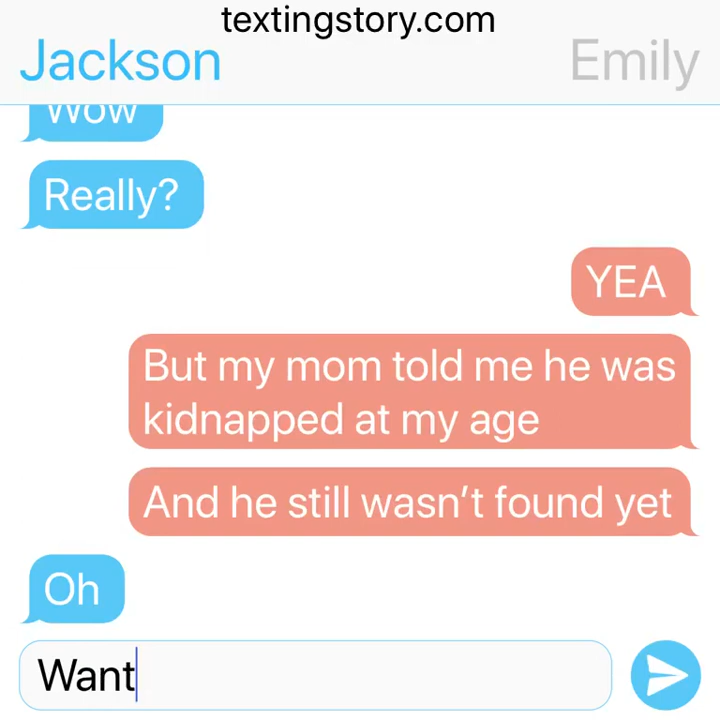 textingstory.com
Jackson
Emily
Wow
Really?
YEA
But my mom told me he was
kidnapped at my age
And he still wasn’t found yet
Oh
Want